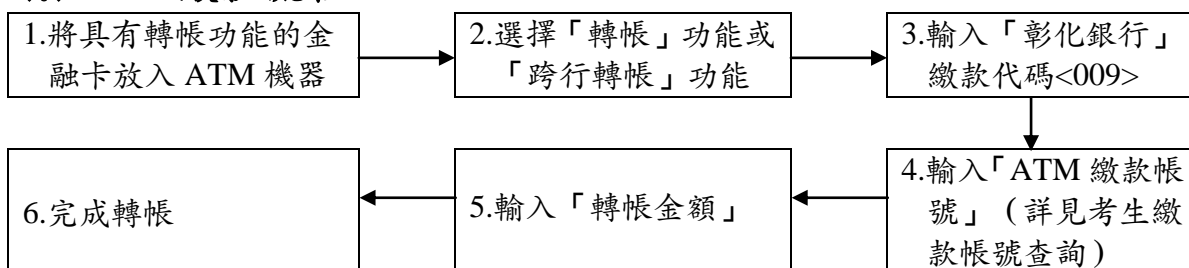 1.將具有轉帳功能的金
融卡放入 ATM 機器
2.選擇「轉帳」功能或
「跨行轉帳」功能
3.輸入「彰化銀行」
繳款代碼<009>
4.輸入「ATM 繳款帳
號」（詳見考生繳
款帳號查詢）
5.輸入「轉帳金額」
6.完成轉帳